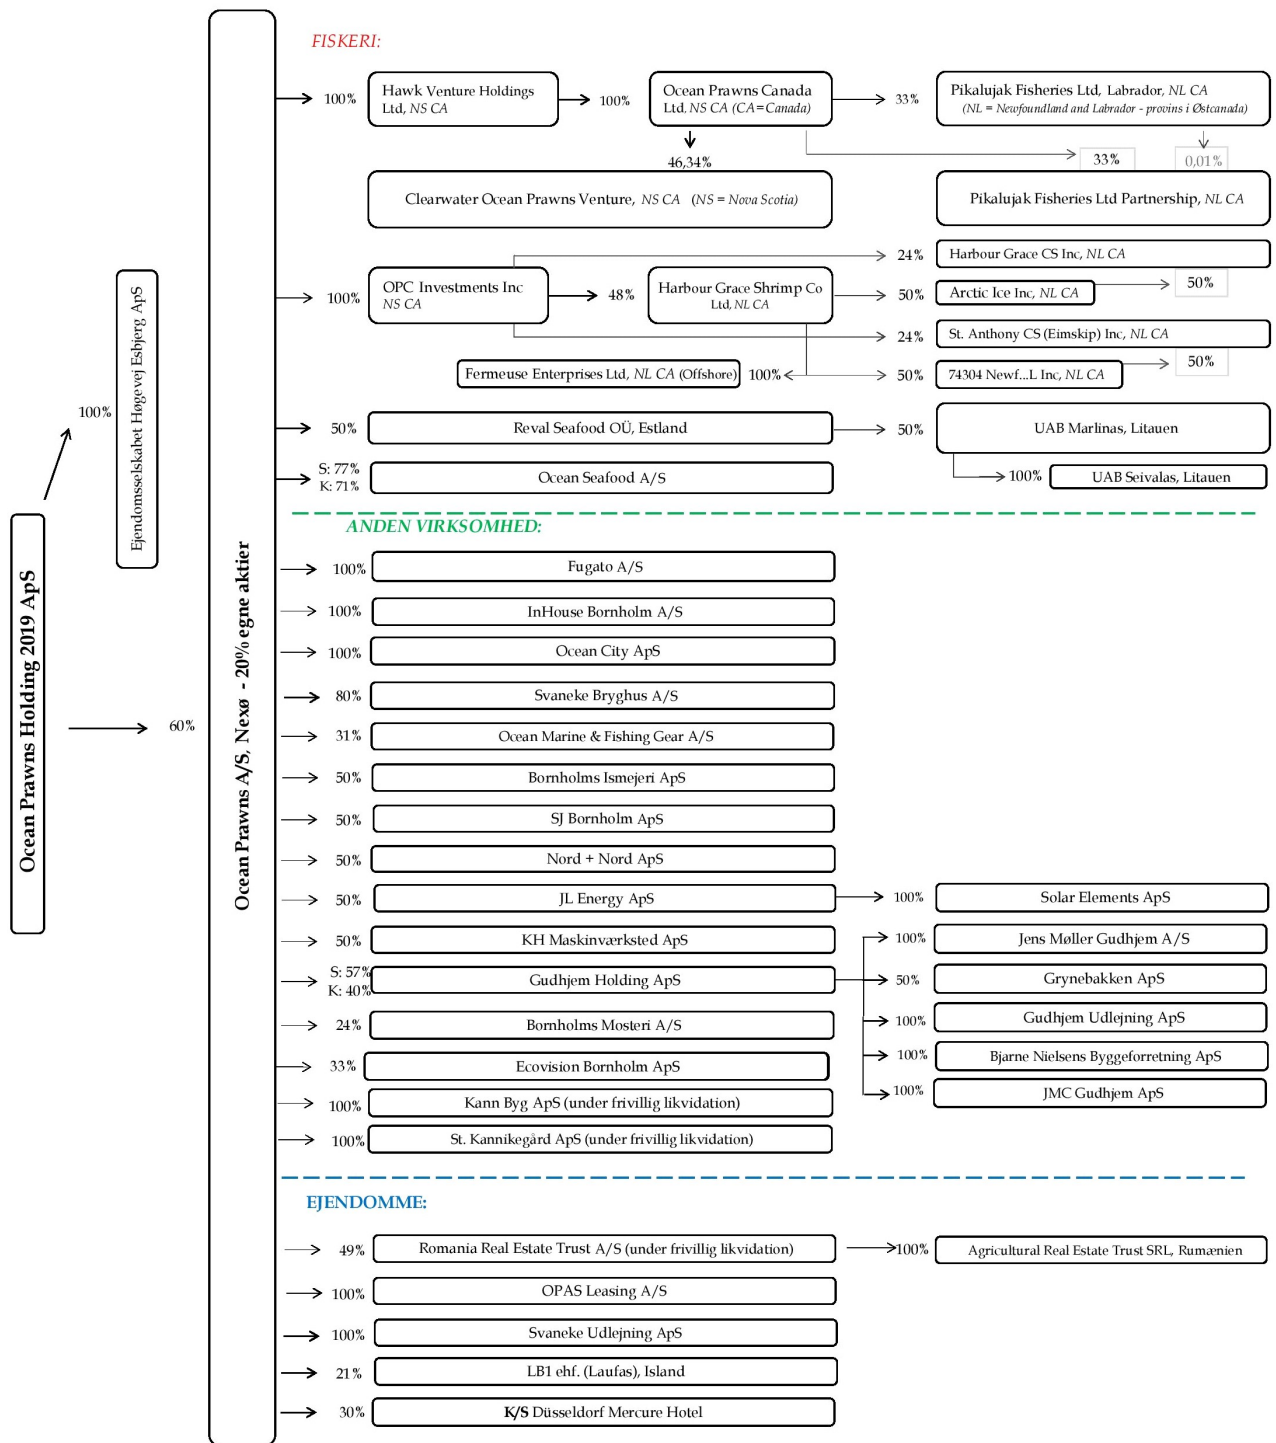 FISKERI:
100%
Hawk Venture Holdings
Ltd, NS CA
100%
Ocean Prawns Canada
Ltd, NS CA (CA=Canada)
33%
Pikalujak Fisheries Ltd, Labrador, NL CA
(NL = Newfoundland and Labrador - provins i Østcanada)
46,34%
33%
0,01%
Clearwater Ocean Prawns Venture, NS CA (NS = Nova Scotia)
Pikalujak Fisheries Ltd Partnership, NL CA
24%
Harbour Grace CS Inc, NL CA
100%
OPC Investments Inc
NS CA
48%
Harbour Grace Shrimp Co
Ltd, NL CA
50%
Arctic Ice Inc, NL CA
50%
24%
St. Anthony CS (Eimskip) Inc, NL CA
50%
Fermeuse Enterprises Ltd, NL CA (Offshore)
100%
50%
74304 Newf...L Inc, NL CA
50%
Reval Seafood OÜ, Estland
50%
UAB Marlinas, Litauen
S: 77%
K: 71%
Ocean Seafood A/S
100%
UAB Seivalas, Litauen
Ejendomsselskabet Høgevej Esbjerg ApS
100%
Ocean Prawns Holding 2019 ApS
60%
Ocean Prawns A/S, Nexø - 20% egne aktier
ANDEN VIRKSOMHED:
100%
Fugato A/S
100%
InHouse Bornholm A/S
100%
Ocean City ApS
80%
Svaneke Bryghus A/S
31%
Ocean Marine & Fishing Gear A/S
50%
Bornholms Ismejeri ApS
50%
SJ Bornholm ApS
50%
Nord + Nord ApS
50%
JL Energy ApS
100%
Solar Elements ApS
50%
KH Maskinværksted ApS
100%
Jens Møller Gudhjem A/S
S: 57%
K: 40%
Gudhjem Holding ApS
50%
Grynebakken ApS
24%
Bornholms Mosteri A/S
100%
Gudhjem Udlejning ApS
33%
Ecovision Bornholm ApS
100%
Bjarne Nielsens Byggeforretning ApS
100%
Kann Byg ApS (under frivillig likvidation)
100%
JMC Gudhjem ApS
100%
St. Kannikegård ApS (under frivillig likvidation)
EJENDOMME:
49%
Romania Real Estate Trust A/S (under frivillig likvidation)
100%
Agricultural Real Estate Trust SRL, Rumænien
100%
OPAS Leasing A/S
100%
Svaneke Udlejning ApS
21%
LB1 ehf. (Laufas), Island
30%
K/S Düsseldorf Mercure Hotel